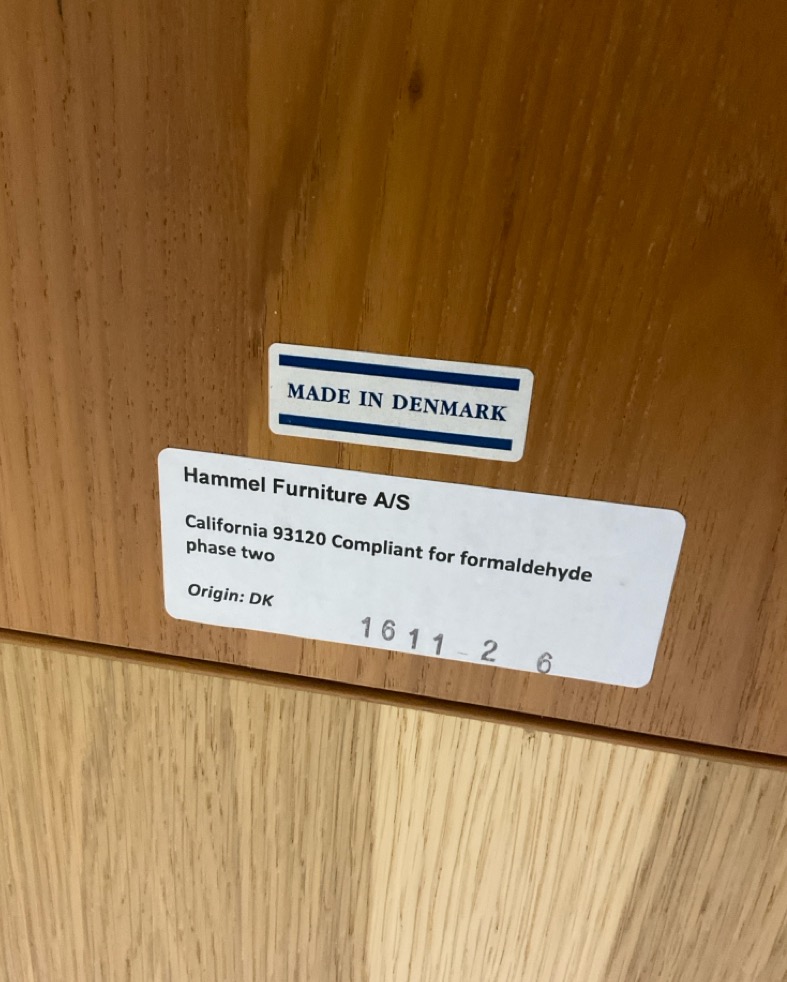 MADE IN DENMARK
Hammel Furniture A/S
California 93120 Compliant for formaldehyde
phase two
Origin: DK
1611-2 6